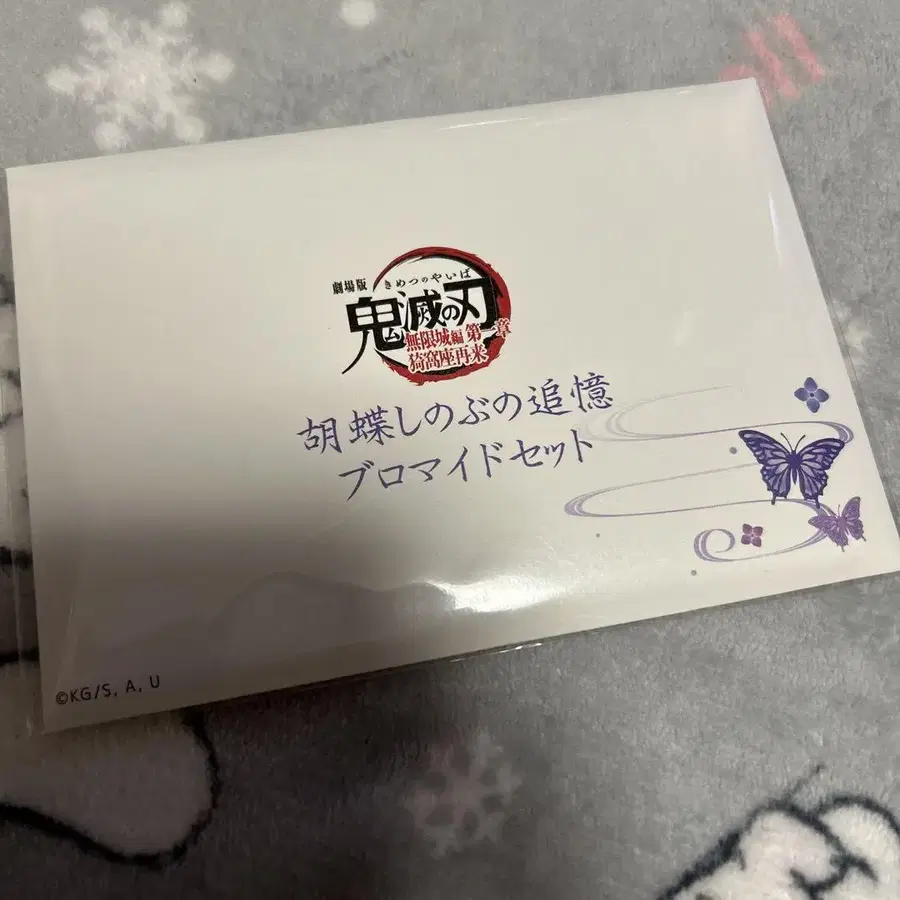 劇場版
きめつのやいば
鬼滅の刃
無限城編 第一章
猗窩座再来
胡蝶しのぶの追憶
ブロマイドセット
©KG/S, A, U